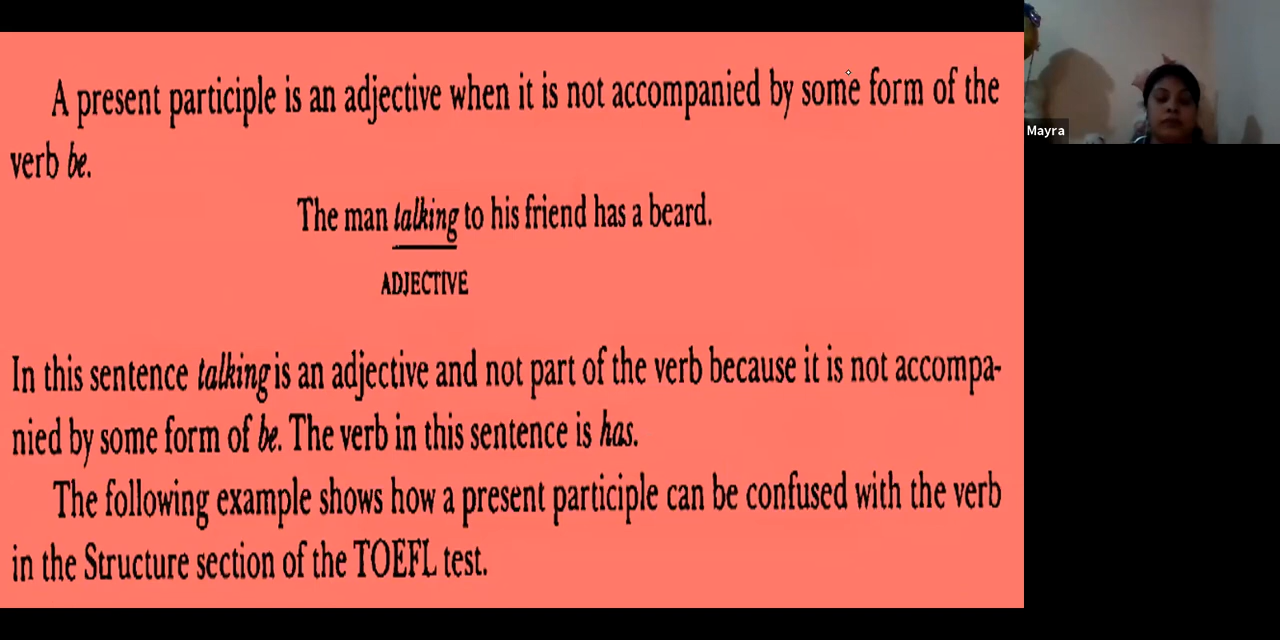 A present participle is an adjective when it is not accompanied by some form of the
verb be.
The man talking to his friend has a beard.
ADJECTIVE
In this sentence talking is an adjective and not part of the verb because it is not accompa-
nied by some form of be. The verb in this sentence is has.
The following example shows how a present participle can be confused with the verb
in the Structure section of the TOEFL test.
Mayra